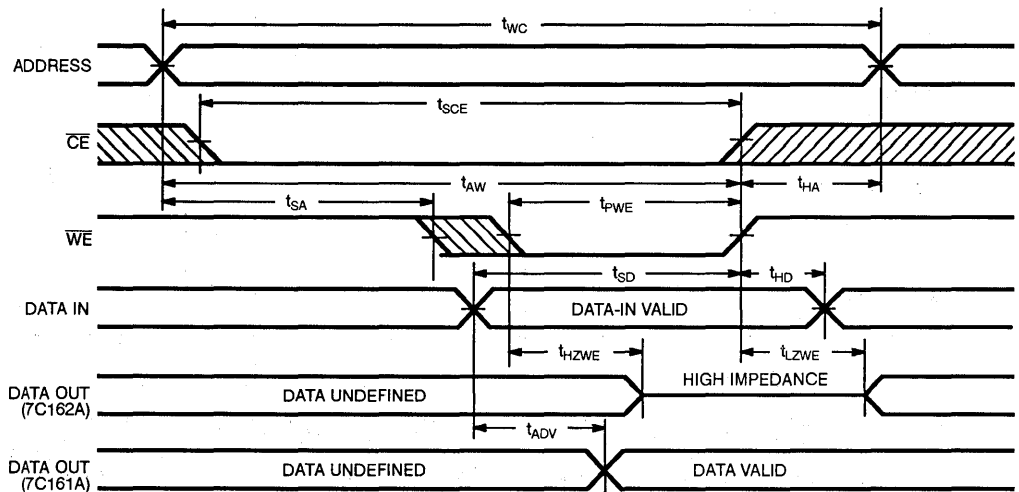 tWC
ADDRESS
tSCE
CE
tAW
tHA
tSA
tPWE
WE
tSD
tHD
DATA IN
DATA-IN VALID
tHZWE
tLZWE
DATA OUT
(7C162A)
DATA UNDEFINED
HIGH IMPEDANCE
tADV
DATA OUT
(7C161A)
DATA UNDEFINED
DATA VALID